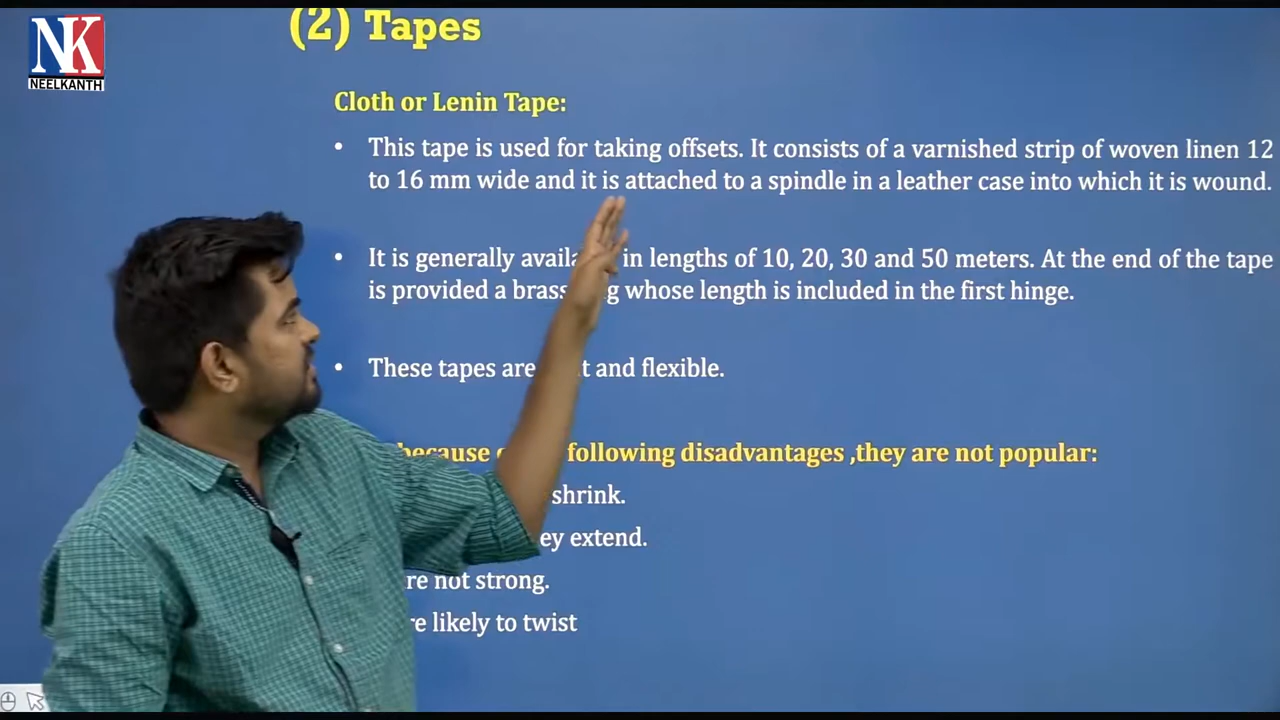 NK
NEELKANTH
(2) Tapes
Cloth or Lenin Tape:
• This tape is used for taking offsets. It consists of a varnished strip of woven linen 12
to 16 mm wide and it is attached to a spindle in a leather case into which it is wound.
• It is generally in lengths of 10, 20, 30 and 50 meters. At the end of the tape
is provided a brass whose length is included in the first hinge.
• These tapes are and flexible.
because following disadvantages ,they are not popular:
shrink.
extend.
not strong.
likely to twist